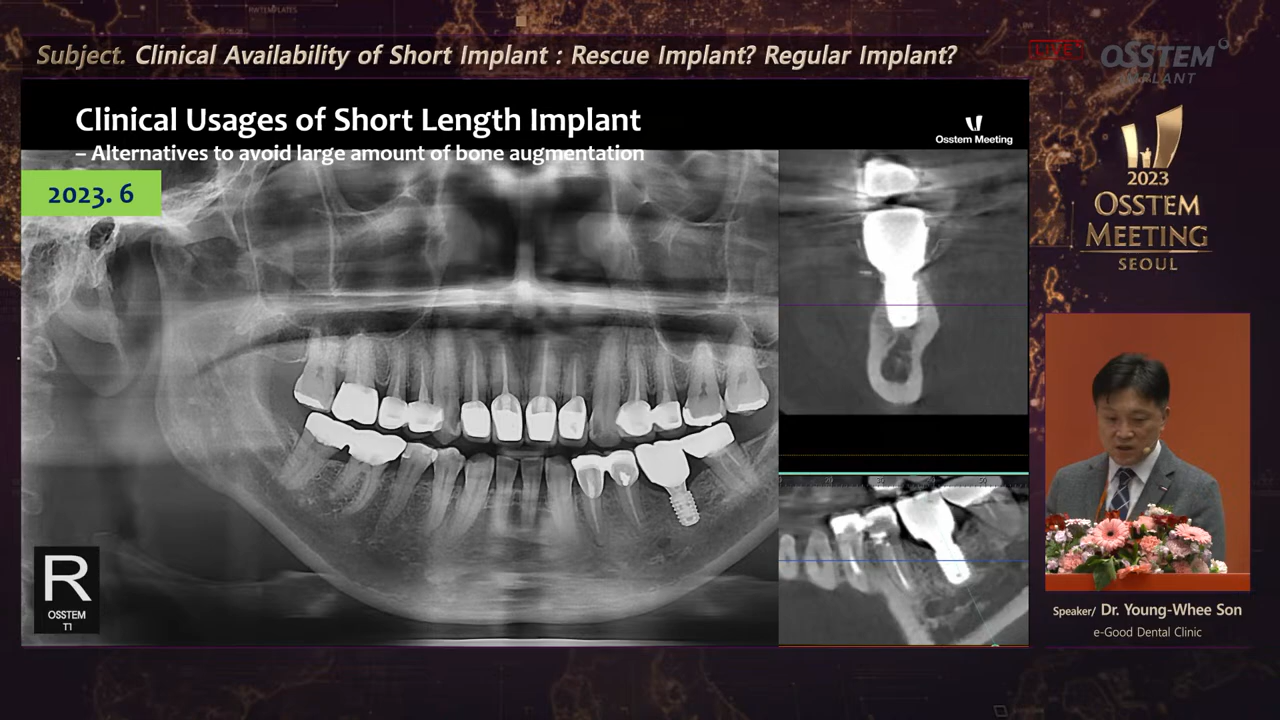 Subject. Clinical Availability of Short Implant : Rescue Implant? Regular Implant?
LIVE
OSSTEM
IMPLANT
Clinical Usages of Short Length Implant
– Alternatives to avoid large amount of bone augmentation
Osstem Meeting
2023. 6
2023
OSSTEM
MEETING
SEOUL
R
OSSTEM
T1
Speaker/ Dr. Young-Whee Son
e-Good Dental Clinic